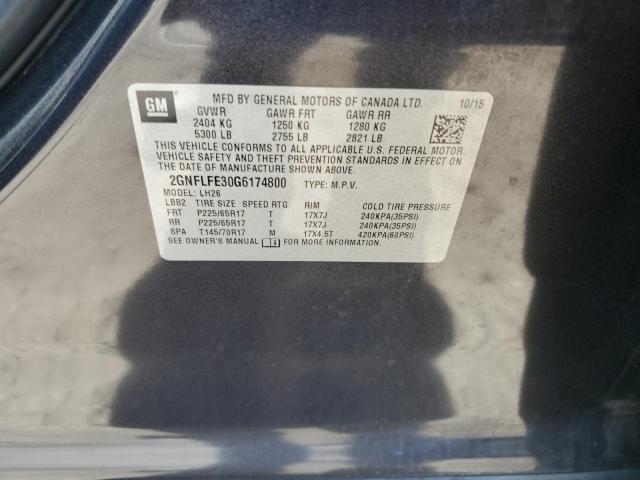 GM
MFD BY GENERAL MOTORS OF CANADA LTD. 10/15
GVWR GAWR FRT GAWR RR
2404 KG 1250 KG 1280 KG
5300 LB 2755 LB 2821 LB
THIS VEHICLE CONFORMS TO ALL APPLICABLE U.S. FEDERAL MOTOR
VEHICLE SAFETY AND THEFT PREVENTION STANDARDS IN EFFECT ON
THE DATE OF MANUFACTURE SHOWN ABOVE.
2GNFLFE30G6174800 TYPE: M.P.V.
MODEL: LH26
LBB2 TIRE SIZE SPEED RTG RIM COLD TIRE PRESSURE
FRT P225/65R17 T 17X7J 240KPA(35PSI)
RR P225/65R17 T 17X7J 240KPA(35PSI)
SPA T145/70R17 M 17X4.5T 420KPA(60PSI)
SEE OWNER'S MANUAL FOR MORE INFORMATION.